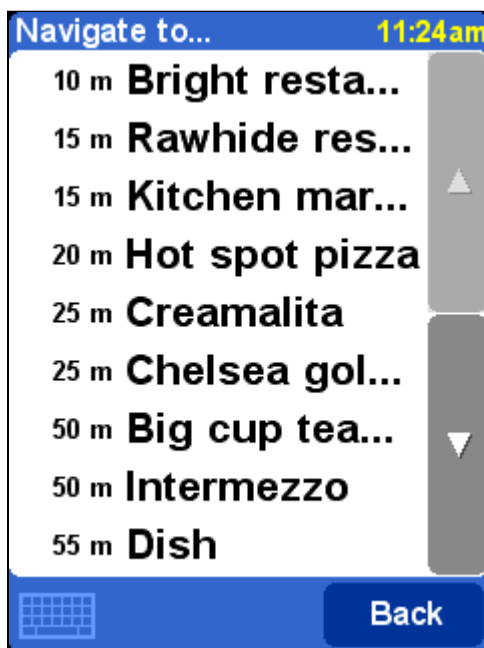 Navigate to... 11:24am
10 m Bright resta...
15 m Rawhide res...
15 m Kitchen mar...
20 m Hot spot pizza
25 m Creamalita
25 m Chelsea gol...
50 m Big cup tea...
50 m Intermezzo
55 m Dish
Back